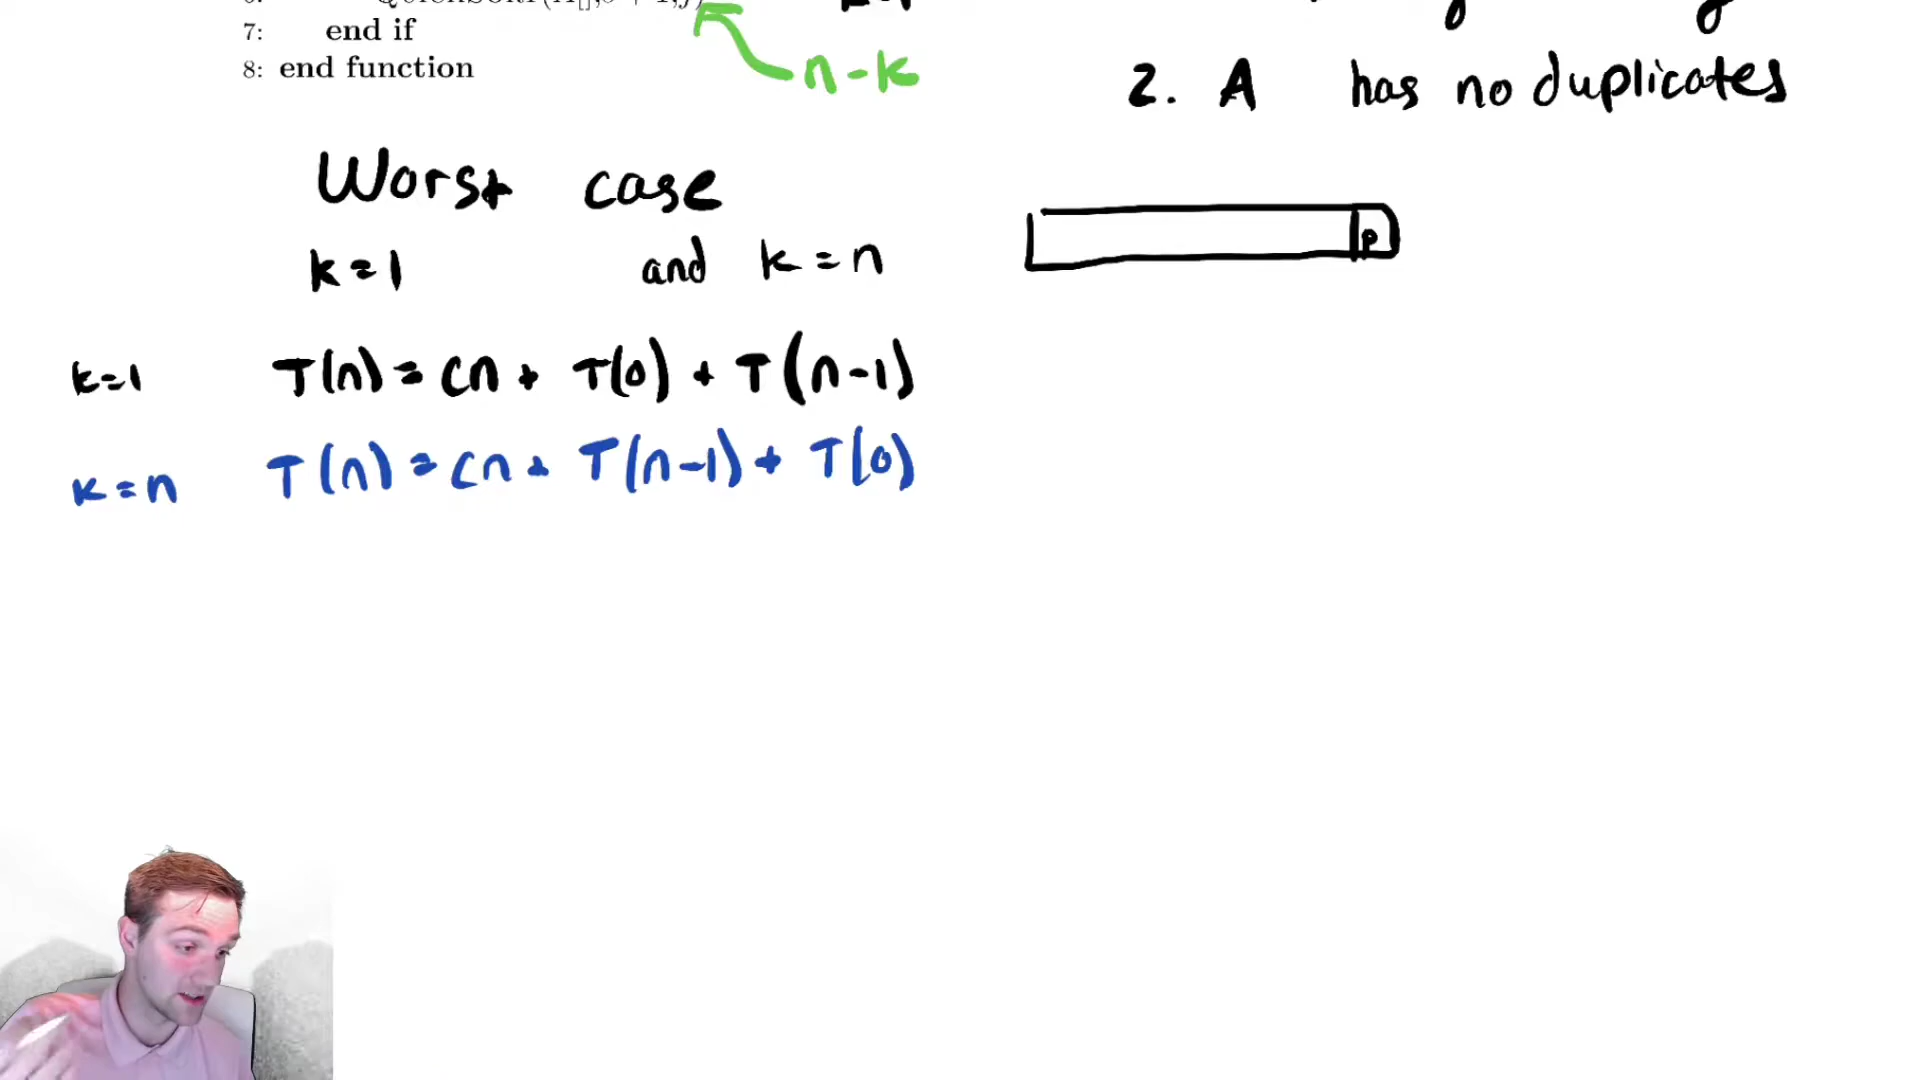 7: end if
8: end function
n-k
2. A has no duplicates
Worst case
k=1 and k=n
p
k=1 T(n)=cn+T(0)+T(n-1)
k=n T(n)=cn+T(n-1)+T(0)